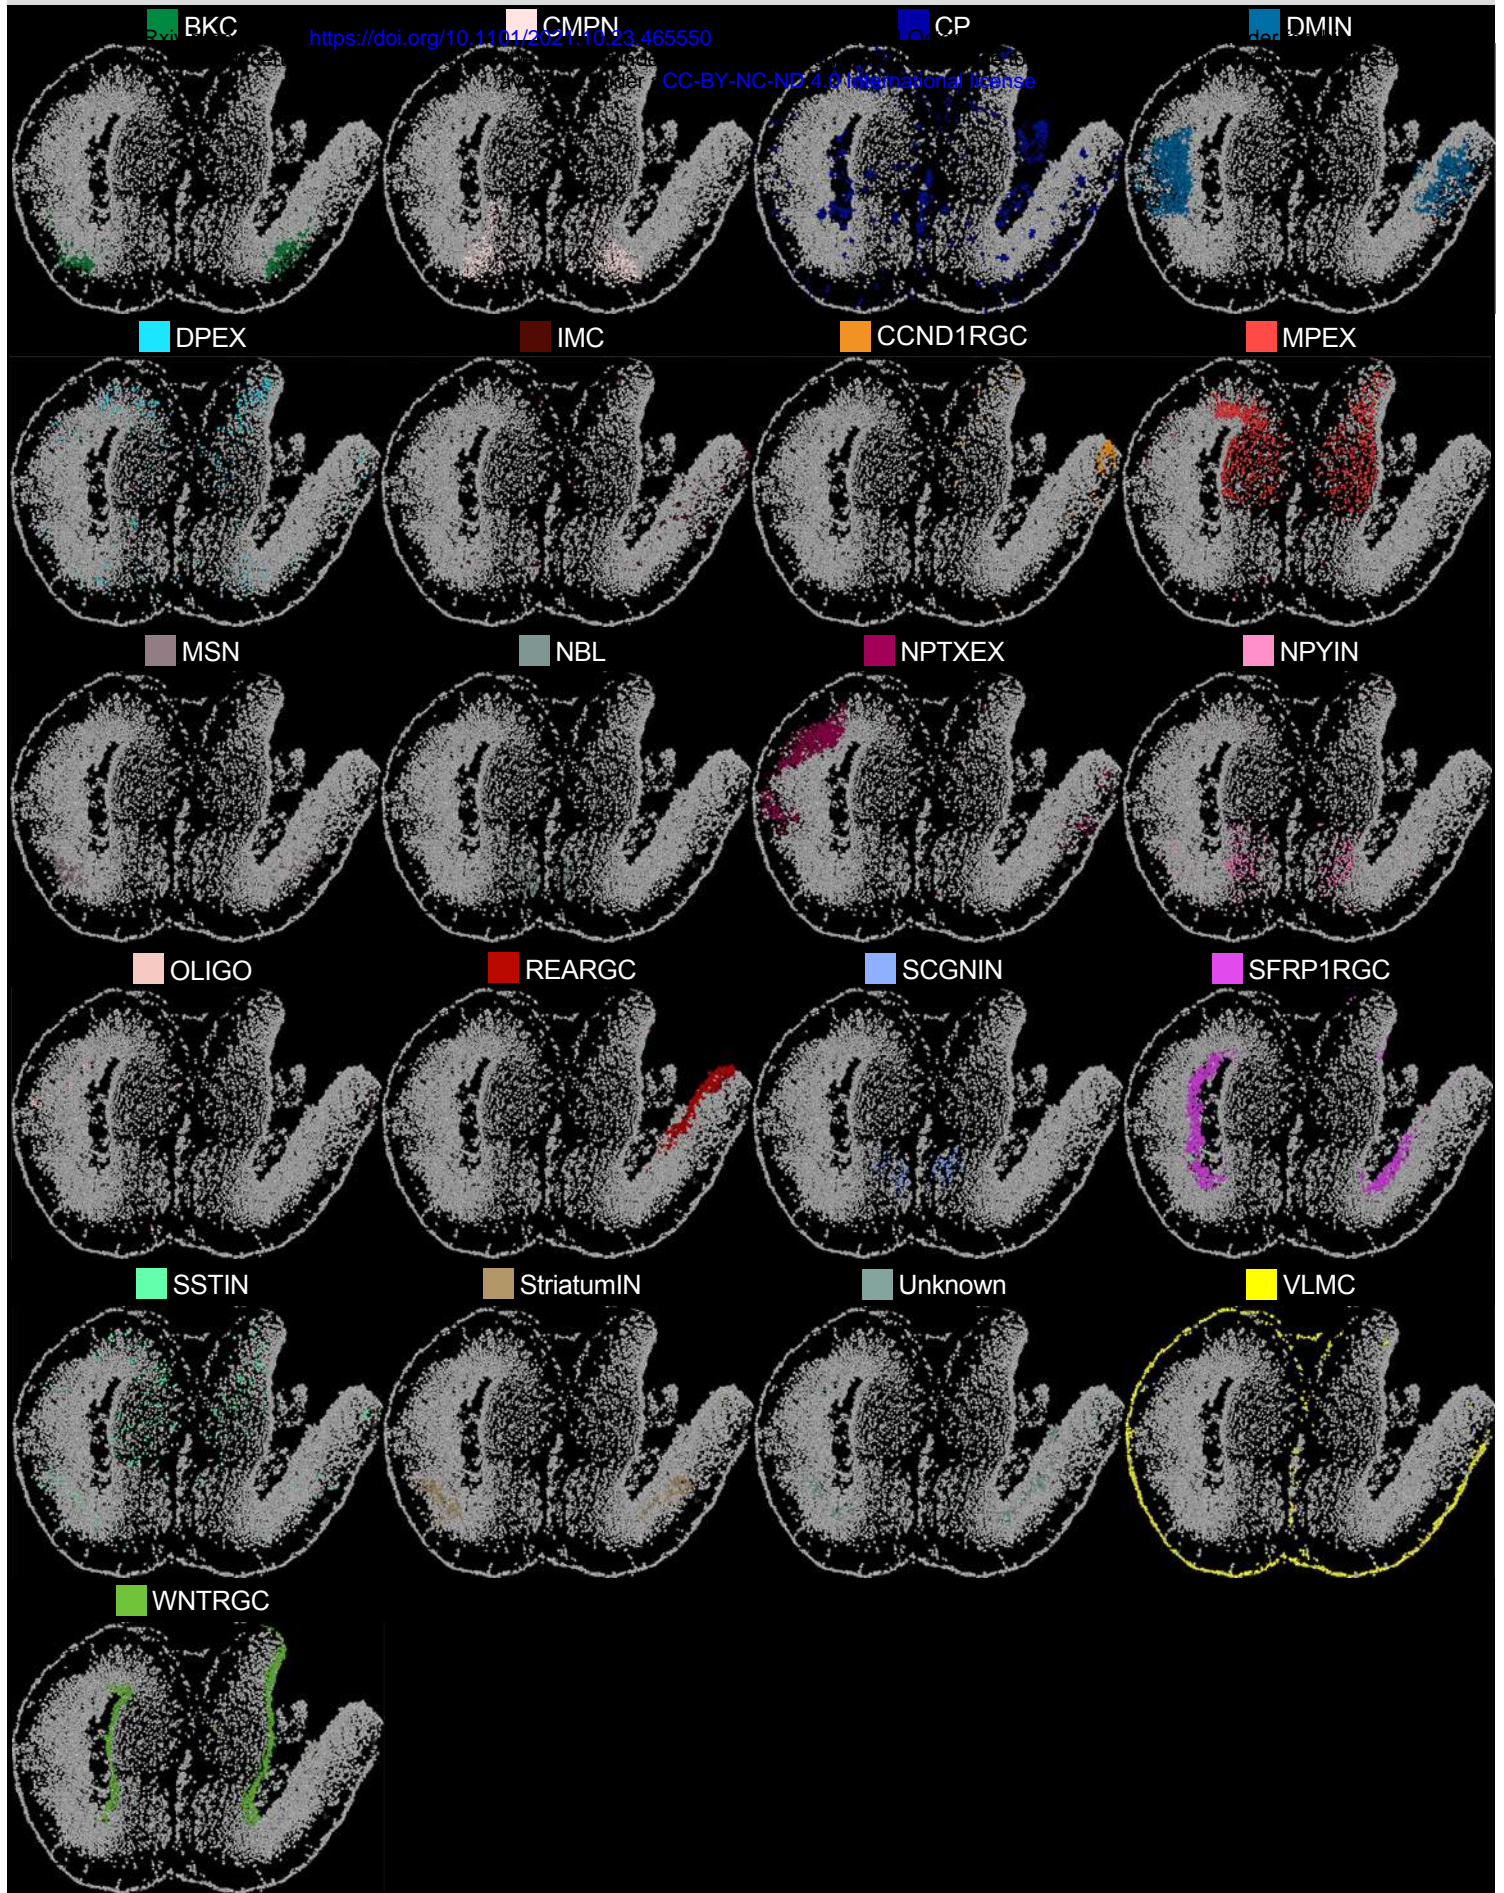 BKC CMPN CP DMIN
https://doi.org/10.1101/2021.10.23.465550
under CC-BY-NC-ND 4.0 International license
DPEX IMC CCND1RGC MPEX
MSN NBL NPTXEX NPYIN
OLIGO REARGC SCGNIN SFRP1RGC
SSTIN StriatumIN Unknown VLMC
WNTRGC